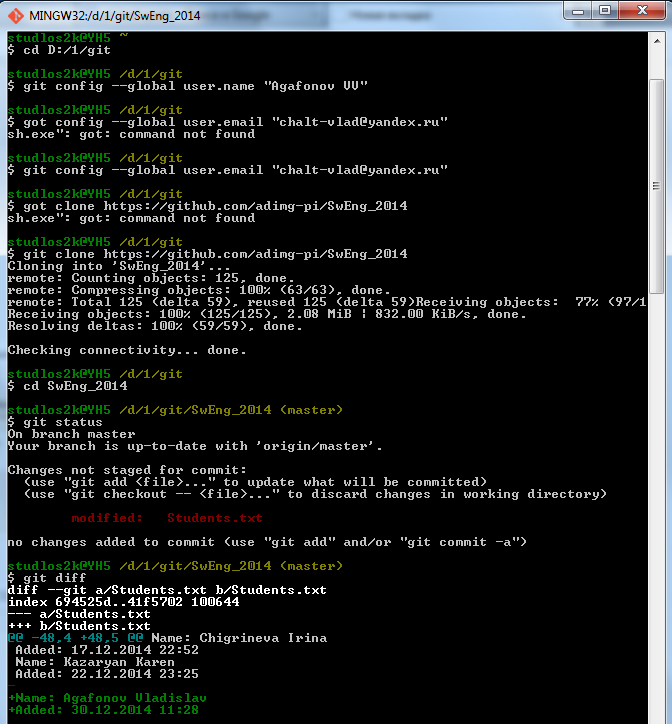 MINGW32:/d/1/git/SwEng_2014
studlos2k@YH5 ~
$ cd D:/1/git
studlos2k@YH5 /d/1/git
$ git config --global user.name "Agafonov VV"
studlos2k@YH5 /d/1/git
$ got config --global user.email "chalt-vlad@yandex.ru"
sh.exe": got: command not found
studlos2k@YH5 /d/1/git
$ git config --global user.email "chalt-vlad@yandex.ru"
studlos2k@YH5 /d/1/git
$ got clone https://github.com/adimg-pi/SwEng_2014
sh.exe": got: command not found
studlos2k@YH5 /d/1/git
$ git clone https://github.com/adimg-pi/SwEng_2014
Cloning into 'SwEng_2014'...
remote: Counting objects: 125, done.
remote: Compressing objects: 100% (63/63), done.
remote: Total 125 (delta 59), reused 125 (delta 59)Receiving objects:  77% (97/1
Receiving objects: 100% (125/125), 2.08 MiB | 832.00 KiB/s, done.
Resolving deltas: 100% (59/59), done.
Checking connectivity... done.
studlos2k@YH5 /d/1/git
$ cd SwEng_2014
studlos2k@YH5 /d/1/git/SwEng_2014 (master)
$ git status
On branch master
Your branch is up-to-date with 'origin/master'.
Changes not staged for commit:
(use "git add <file>..." to update what will be committed)
(use "git checkout -- <file>..." to discard changes in working directory)
modified:   Students.txt
no changes added to commit (use "git add" and/or "git commit -a")
studlos2k@YH5 /d/1/git/SwEng_2014 (master)
$ git diff
diff --git a/Students.txt b/Students.txt
index 694525d..41f5702 100644
--- a/Students.txt
+++ b/Students.txt
@@ -48,4 +48,5 @@ Name: Chigrineva Irina
Added: 17.12.2014 22:52
Name: Kazaryan Karen
Added: 22.12.2014 23:25
-
+Name: Agafonov Vladislav
+Added: 30.12.2014 11:28